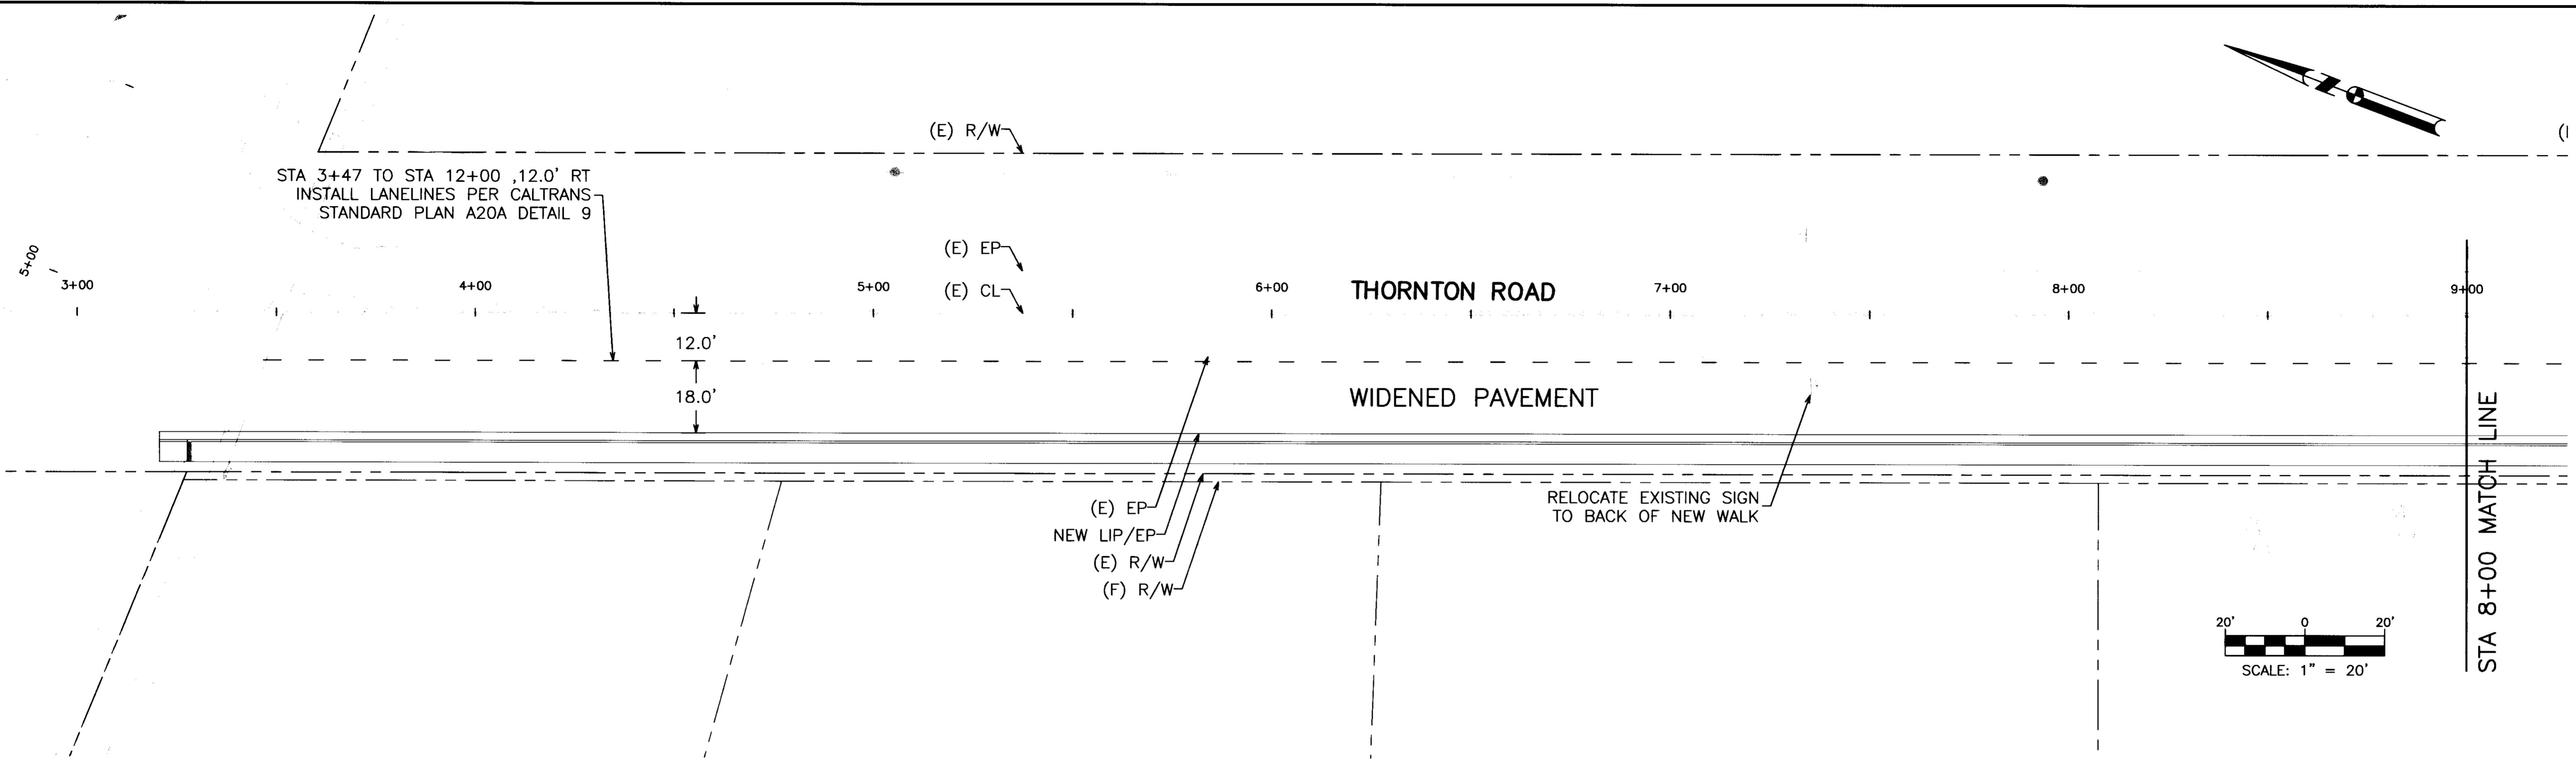 (E) R/W
STA 3+47 TO STA 12+00 ,12.0' RT
INSTALL LANELINES PER CALTRANS
STANDARD PLAN A20A DETAIL 9
(E) EP
(E) CL
5+00
3+00
4+00
5+00
6+00
THORNTON ROAD
7+00
8+00
9+00
12.0'
18.0'
WIDENED PAVEMENT
(E) EP
NEW LIP/EP
(E) R/W
(F) R/W
RELOCATE EXISTING SIGN
TO BACK OF NEW WALK
STA 8+00 MATCH LINE
20' 0 20'
SCALE: 1" = 20'